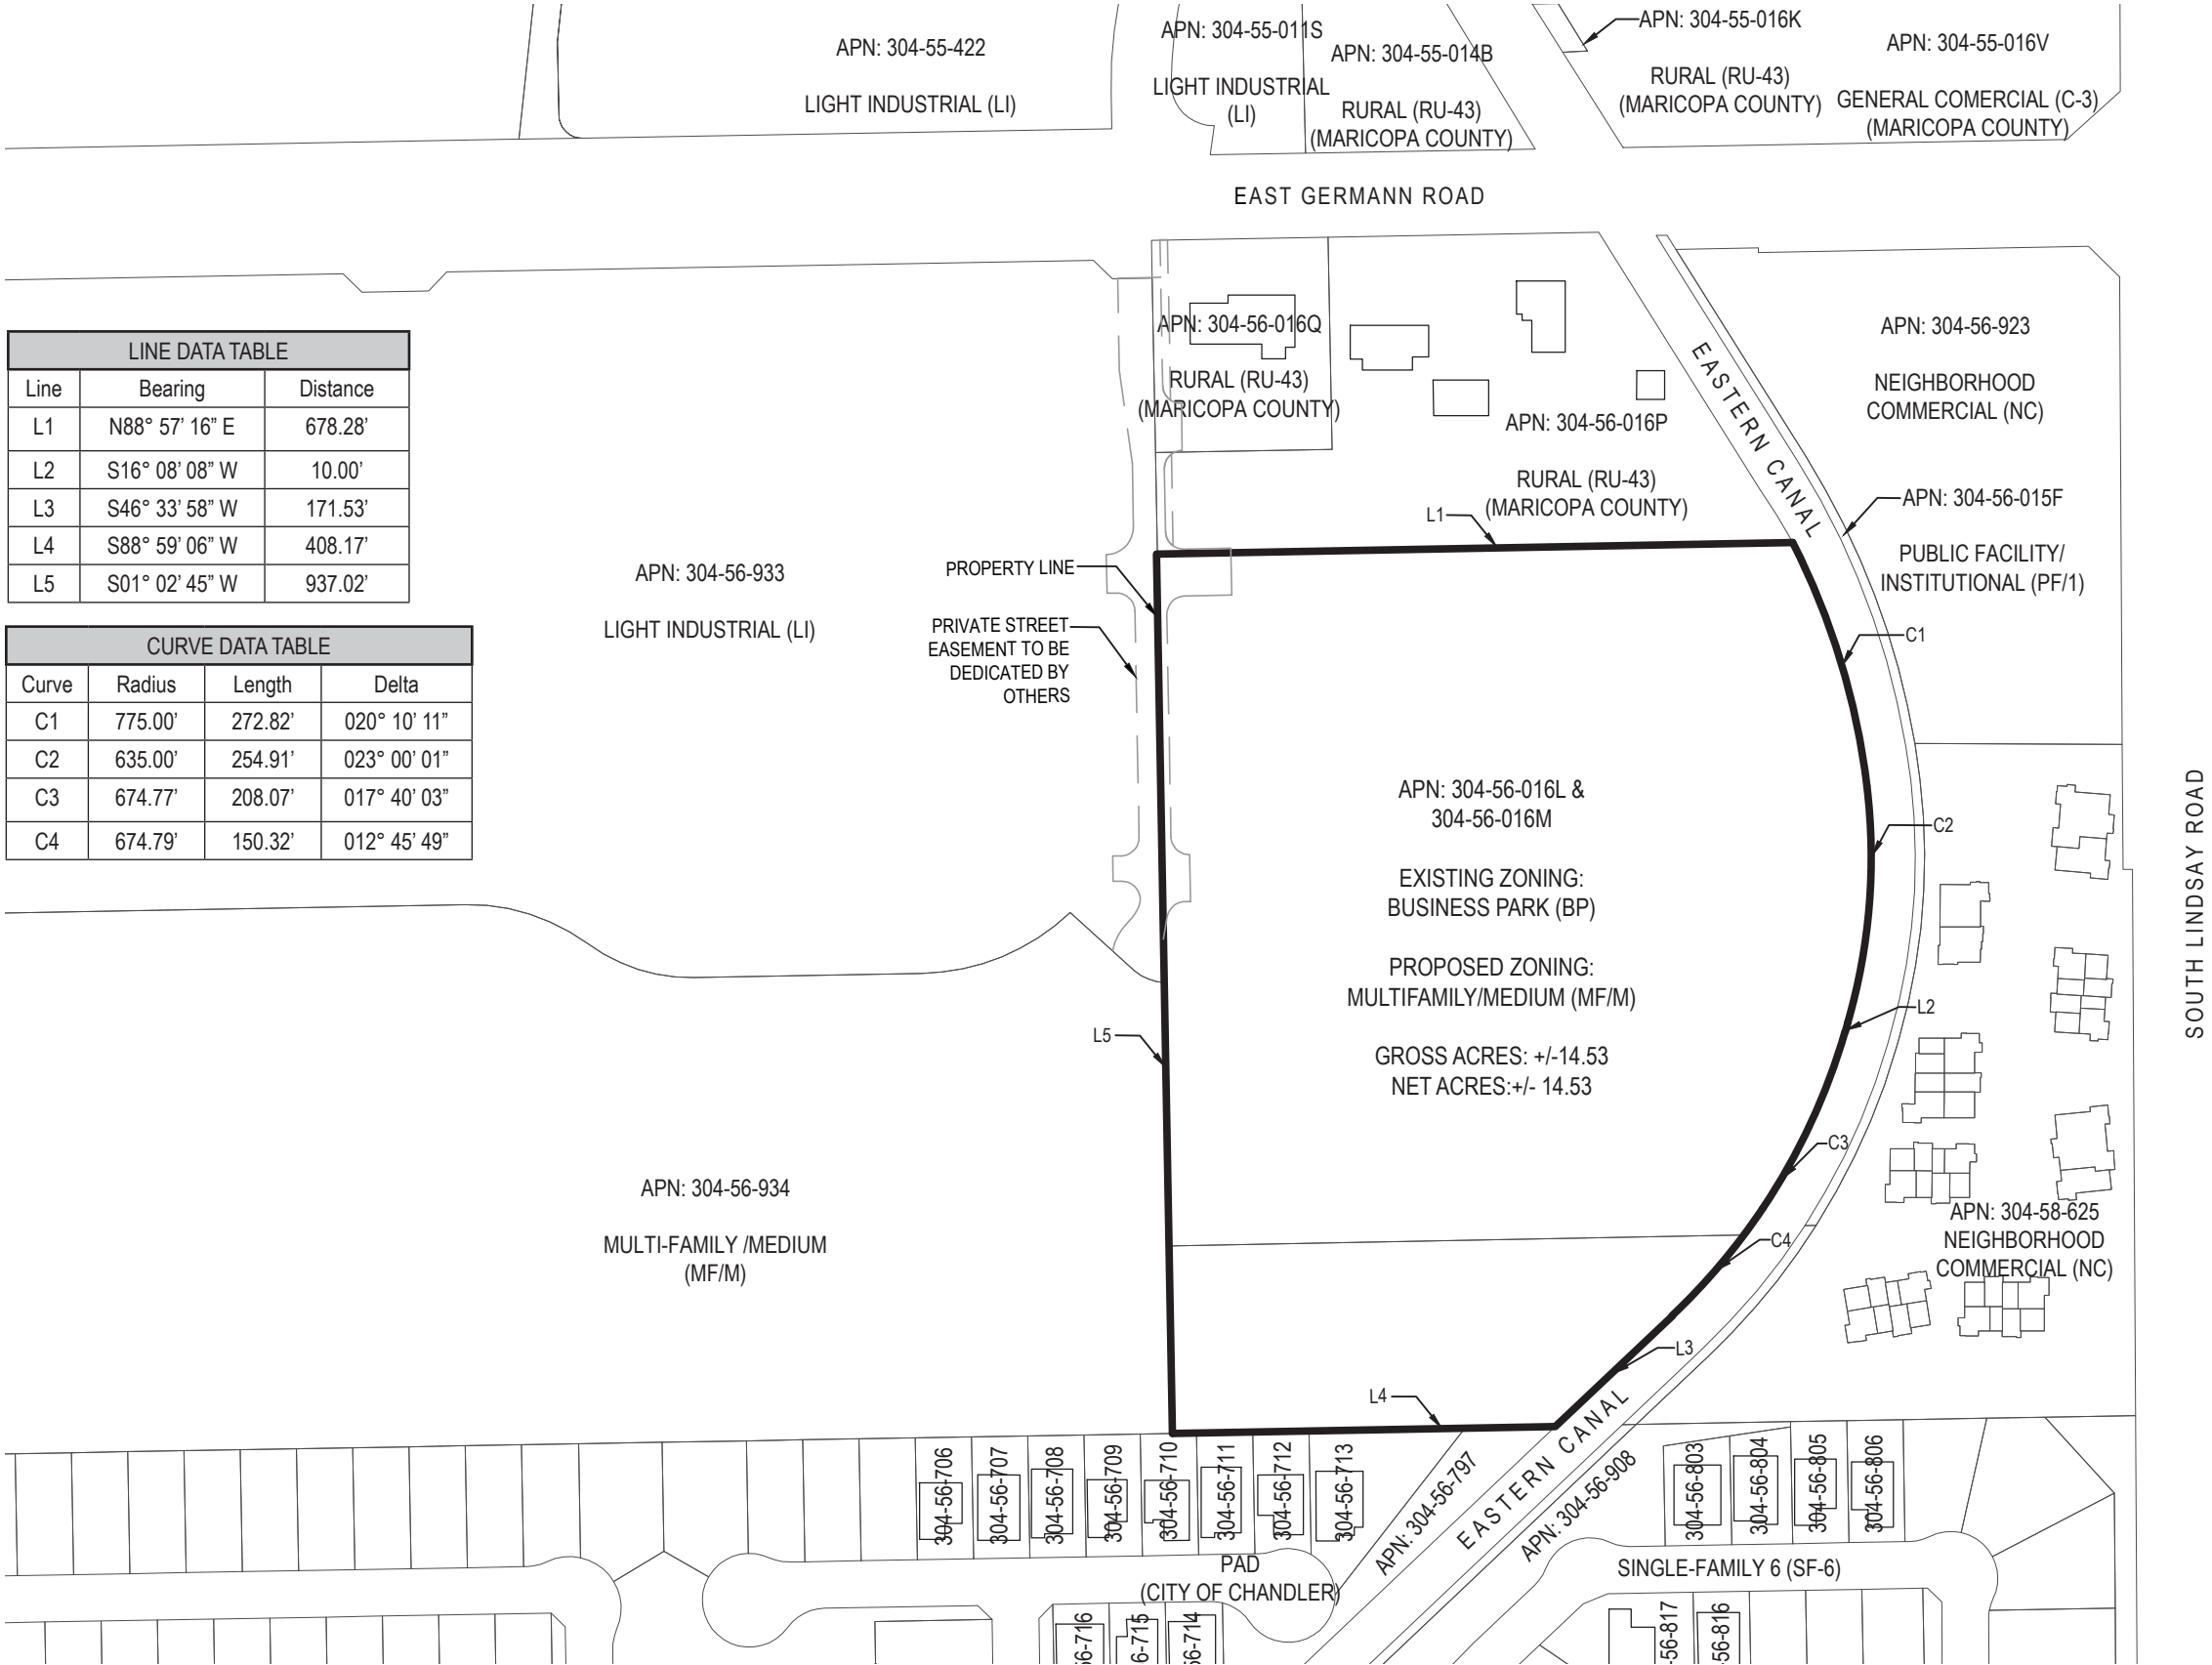 APN: 304-55-422
LIGHT INDUSTRIAL (LI)
APN: 304-55-011S
LIGHT INDUSTRIAL
(LI)
APN: 304-55-014B
RURAL (RU-43)
(MARICOPA COUNTY)
APN: 304-55-016K
RURAL (RU-43)
(MARICOPA COUNTY)
APN: 304-55-016V
GENERAL COMERCIAL (C-3)
(MARICOPA COUNTY)
EAST GERMANN ROAD
LINE DATA TABLE
Line Bearing Distance
L1 N88° 57' 16” E 678.28'
L2 S16° 08' 08” W 10.00'
L3 S46° 33' 58” W 171.53'
L4 S88° 59' 06” W 408.17'
L5 S01° 02' 45” W 937.02'
CURVE DATA TABLE
Curve Radius Length Delta
C1 775.00' 272.82' 020° 10' 11”
C2 635.00' 254.91' 023° 00' 01”
C3 674.77' 208.07' 017° 40' 03”
C4 674.79' 150.32' 012° 45' 49”
APN: 304-56-016Q
RURAL (RU-43)
(MARICOPA COUNTY)
APN: 304-56-016P
RURAL (RU-43)
(MARICOPA COUNTY)
EASTERN CANAL
APN: 304-56-923
NEIGHBORHOOD
COMMERCIAL (NC)
APN: 304-56-015F
PUBLIC FACILITY/
INSTITUTIONAL (PF/1)
L1
APN: 304-56-933
LIGHT INDUSTRIAL (LI)
PROPERTY LINE
PRIVATE STREET
EASEMENT TO BE
DEDICATED BY
OTHERS
C1
C2
L2
C3
C4
L3
L4
L5
APN: 304-56-016L &
304-56-016M
EXISTING ZONING:
BUSINESS PARK (BP)
PROPOSED ZONING:
MULTIFAMILY/MEDIUM (MF/M)
GROSS ACRES: +/-14.53
NET ACRES:+/- 14.53
SOUTH LINDSAY ROAD
APN: 304-56-934
MULTI-FAMILY /MEDIUM
(MF/M)
APN: 304-58-625
NEIGHBORHOOD
COMMERCIAL (NC)
304-56-706
304-56-707
304-56-708
304-56-709
304-56-710
304-56-711
304-56-712
304-56-713
APN: 304-56-797
EASTERN CANAL
APN: 304-56-908
304-56-803
304-56-804
304-56-805
304-56-806
PAD
(CITY OF CHANDLER)
SINGLE-FAMILY 6 (SF-6)
56-716
6-715
56-714
-56-817
56-816